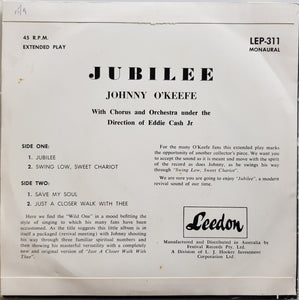 45 R.P.M.
EXTENDED PLAY
LEP-311
MONAURAL
JUBILEE
JOHNNY O'KEEFE
With Chorus and Orchestra under the
Direction of Eddie Cash Jr
SIDE ONE:
1. JUBILEE
2. SWING LOW, SWEET CHARIOT
SIDE TWO:
1. SAVE MY SOUL
2. JUST A CLOSER WALK WITH THEE
Here we find the "Wild One" in a mood befitting the
style of singing to which his many fans have become
accustomed. As the title suggests this little album is in
itself a packaged (revival meeting) with Johnny shouting
his way through three familiar spiritual numbers and then
showing his masterful versatility with a completely
new and original version of "Just A Closer Walk With
Thee".
For the many O'Keefe fans this extended play marks
the opportunity of another collector's piece. We want you
to accept the sound as it is meant and move with the spirit
of the record as does Johnny, as he growls his way
through "Swing Low, Sweet Chariot".
We are sure you are going to enjoy "Jubilee", a modern
revival sound of our time.
Leedon
Manufactured and Distributed in Australia by
Festival Records Pty. Ltd.
A Division of L. J. Hooker Investment
Corporation Ltd.